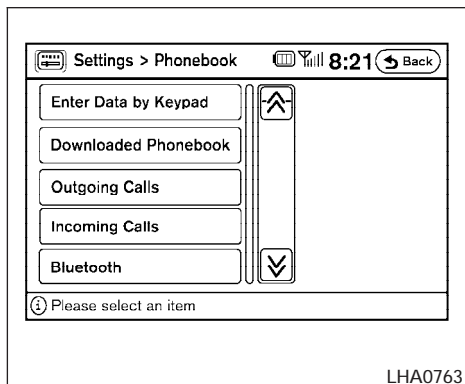 Settings > Phonebook 8:21 Back
Enter Data by Keypad
Downloaded Phonebook
Outgoing Calls
Incoming Calls
Bluetooth
i Please select an item
LHA0763